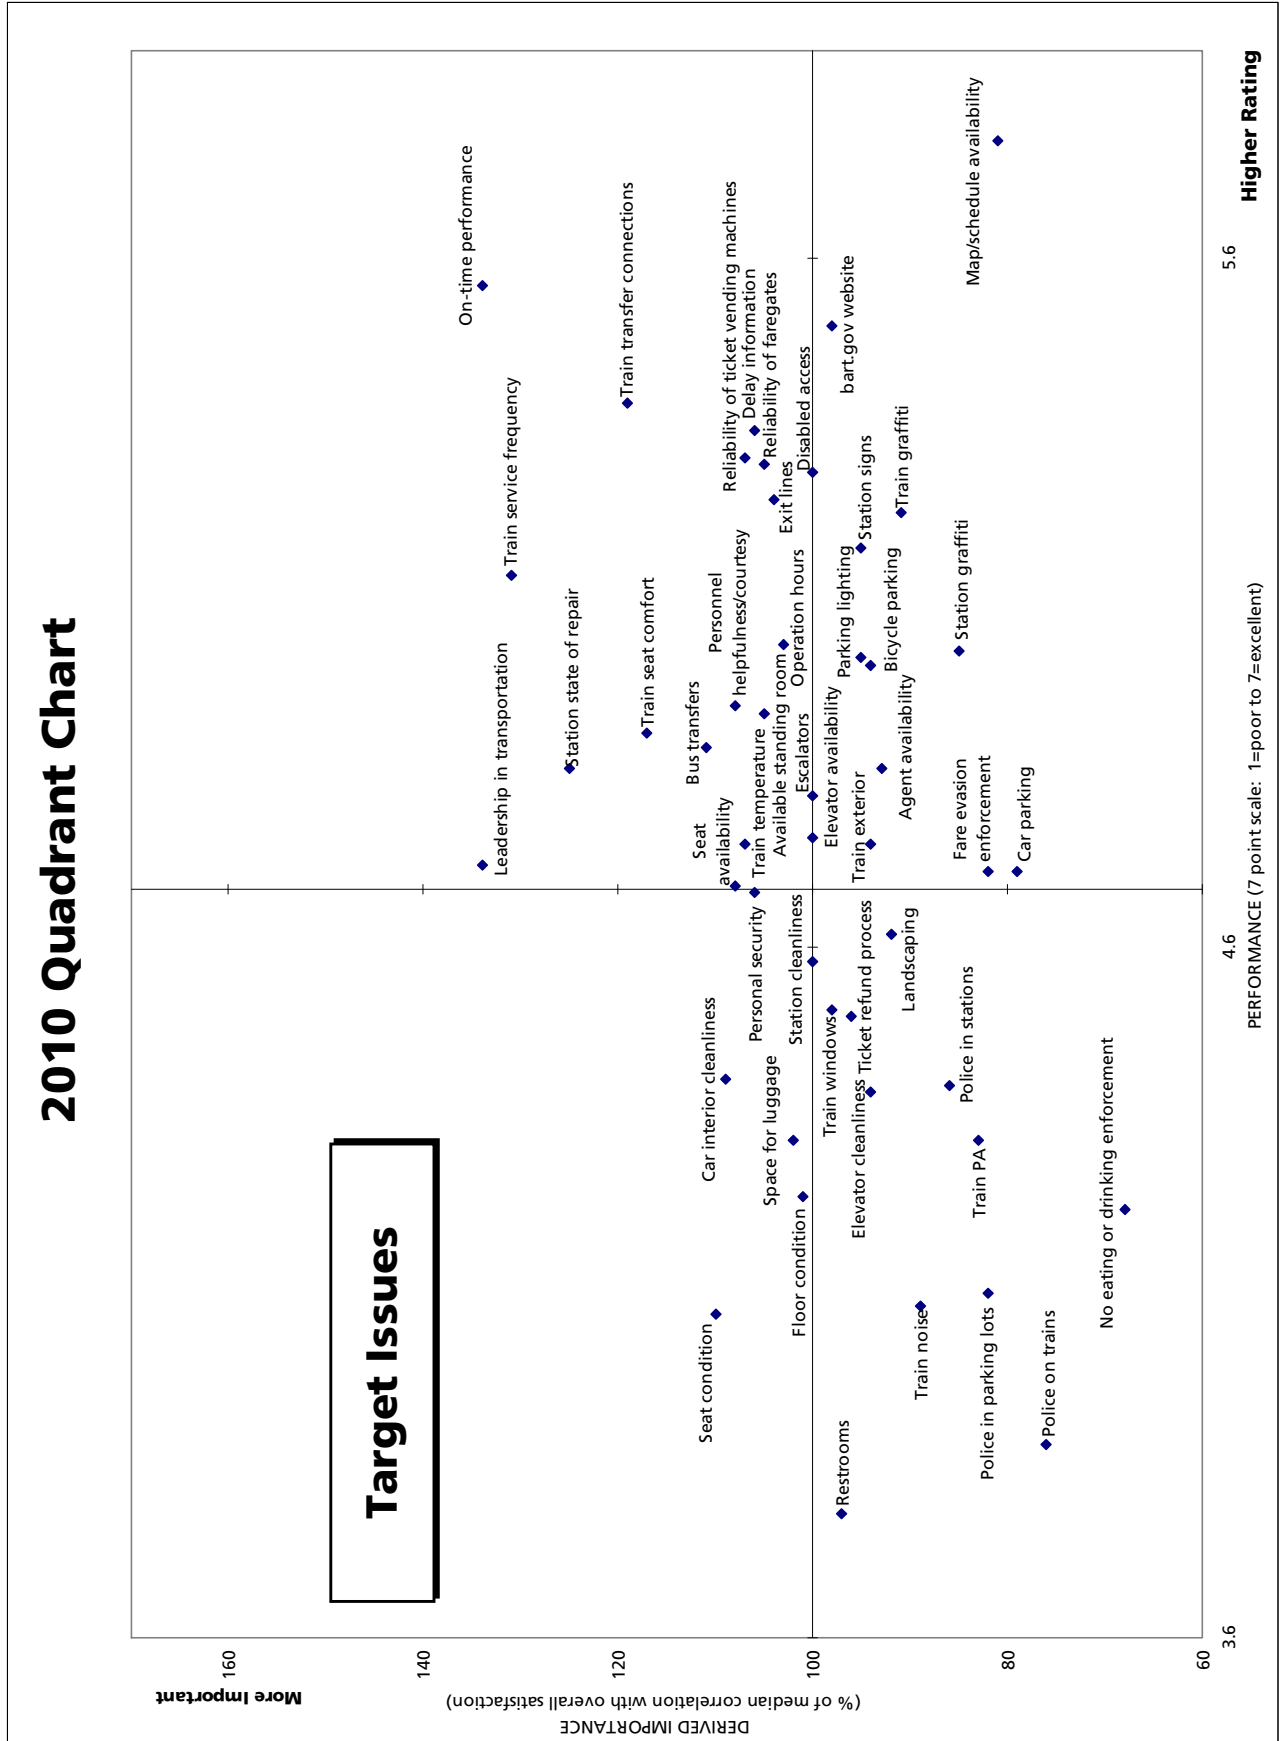 2010 Quadrant Chart
Target Issues
More Important
DERIVED IMPORTANCE
(% of median correlation with overall satisfaction)
160
140
120
100
80
60
On-time performance
Leadership in transportation
Train service frequency
Station state of repair
Train transfer connections
Train seat comfort
Bus transfers
Seat condition
Car interior cleanliness
Seat
availability
Personnel
helpfulness/courtesy
Reliability of ticket vending machines
Delay information
Reliability of faregates
Train temperature
Personal security
Available standing room
Exit lines
Operation hours
Space for luggage
Floor condition
Station cleanliness
Escalators
Disabled access
Elevator availability
Train windows
bart.gov website
Restrooms
Elevator cleanliness
Ticket refund process
Train exterior
Parking lighting
Station signs
Bicycle parking
Agent availability
Landscaping
Train graffiti
Train noise
Police in stations
Station graffiti
Fare evasion
enforcement
Train PA
Police in parking lots
Map/schedule availability
Car parking
Police on trains
No eating or drinking enforcement
3.6
4.6
5.6
PERFORMANCE (7 point scale:  1=poor to 7=excellent)
Higher Rating